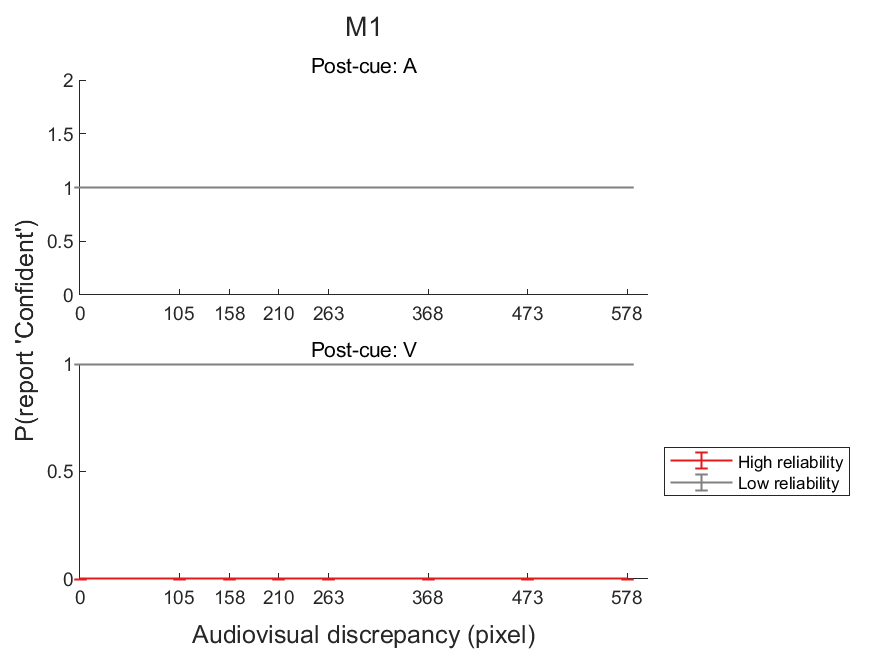 M1
Post-cue: A
2
1.5
1
0.5
0
0 105 158 210 263 368 473 578
Post-cue: V
1
0.5
0
0 105 158 210 263 368 473 578
P(report 'Confident')
Audiovisual discrepancy (pixel)
High reliability
Low reliability